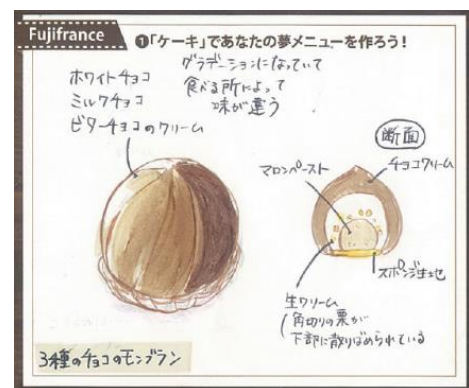 Fujifrance
❶「ケーキ」であなたの夢メニューを作ろう！
ホワイトチョコ
ミルクチョコ
ビターチョコのクリーム
グラデーションになっていて
食べる所によって
味が違う
断面
マロンペースト
チョコクリーム
スポンジ生地
生クリーム
角切りの栗が
下部に散りばめられている
3種のチョコのモンブラン